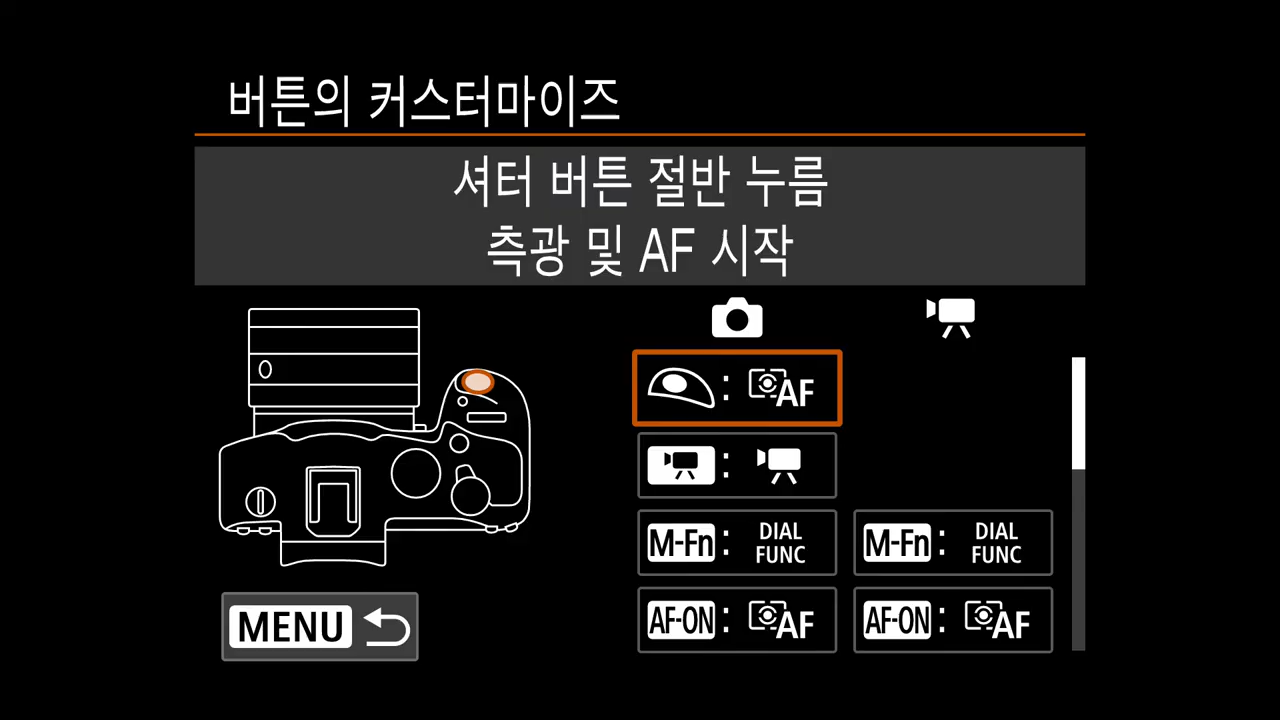 버튼의 커스터마이즈
셔터 버튼 절반 누름
측광 및 AF 시작
: AF
:
M-Fn : DIAL FUNC
M-Fn : DIAL FUNC
AF-ON : AF
AF-ON : AF
MENU